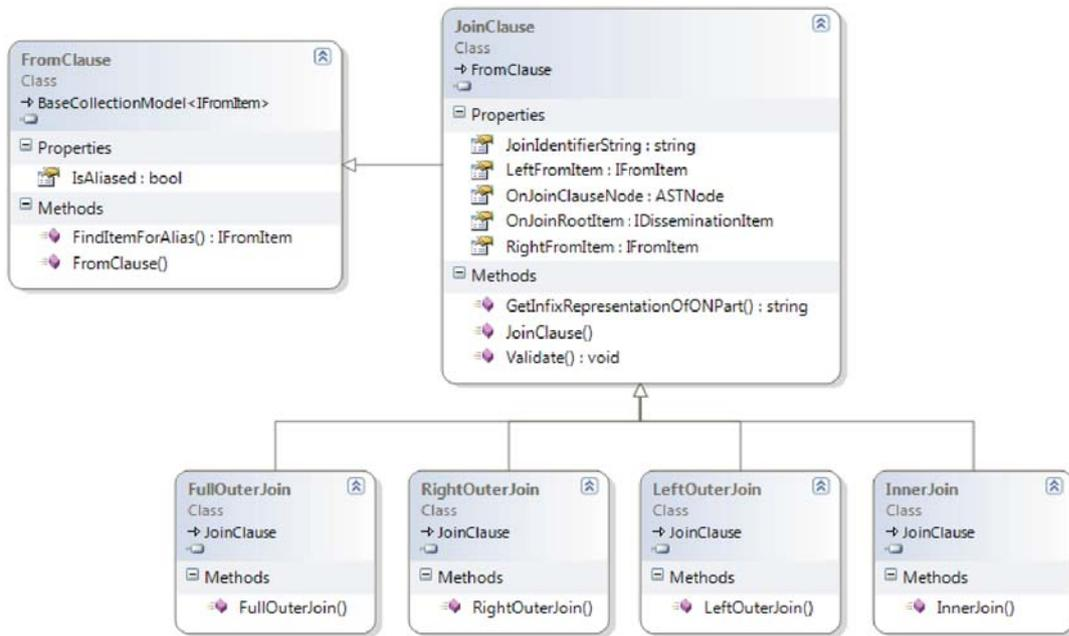 FromClause
Class
BaseCollectionModel<IFromItem>
Properties
IsAliased : bool
Methods
FindItemForAlias() : IFromItem
FromClause()
JoinClause
Class
FromClause
Properties
JoinIdentifierString : string
LeftFromItem : IFromItem
OnJoinClauseNode : ASTNode
OnJoinRootItem : IDisseminationItem
RightFromItem : IFromItem
Methods
GetInfixRepresentationOfONPart() : string
JoinClause()
Validate() : void
FullOuterJoin
Class
JoinClause
Methods
FullOuterJoin()
RightOuterJoin
Class
JoinClause
Methods
RightOuterJoin()
LeftOuterJoin
Class
JoinClause
Methods
LeftOuterJoin()
InnerJoin
Class
JoinClause
Methods
InnerJoin()